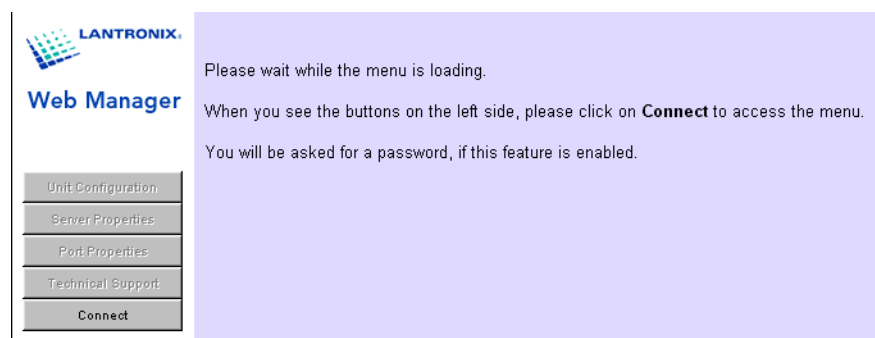 LANTRONIX.
Web Manager
Unit Configuration
Server Properties
Port Properties
Technical Support
Connect
Please wait while the menu is loading.
When you see the buttons on the left side, please click on Connect to access the menu.
You will be asked for a password, if this feature is enabled.